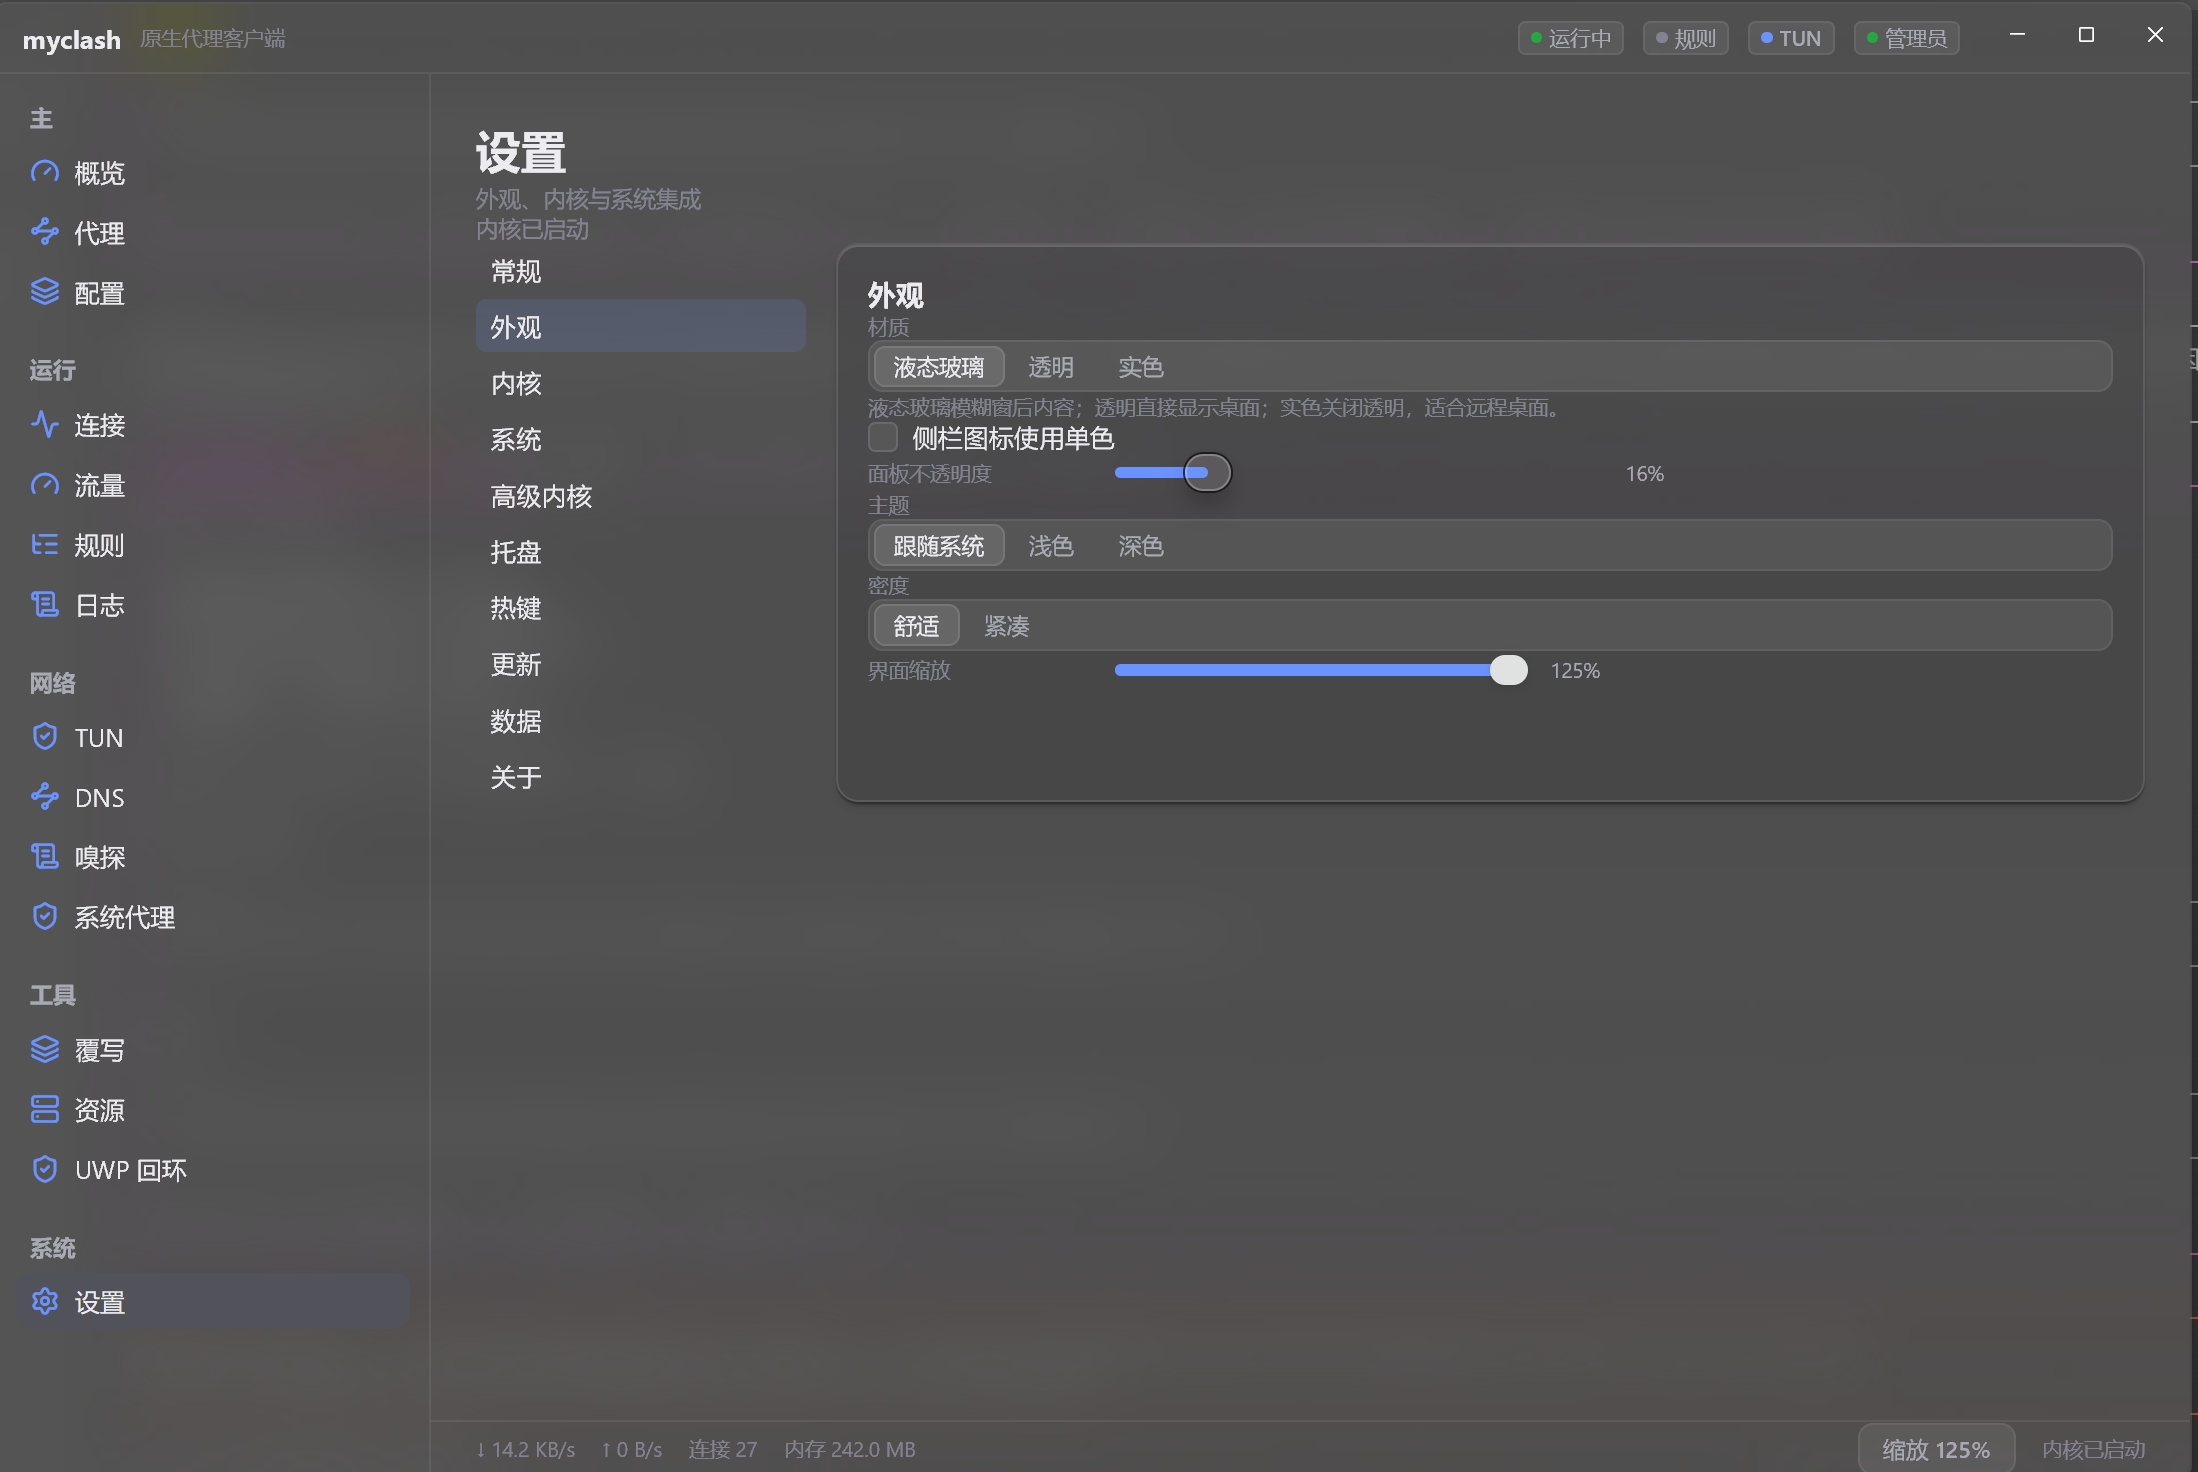 myclash 原生代理客户端 运行中 规则 TUN 管理员
主
概览
代理
配置
运行
连接
流量
规则
日志
网络
TUN
DNS
嗅探
系统代理
工具
覆写
资源
UWP 回环
系统
设置
设置
外观、内核与系统集成
内核已启动
常规
外观
内核
系统
高级内核
托盘
热键
更新
数据
关于
外观
材质
液态玻璃 透明 实色
液态玻璃模糊窗后内容；透明直接显示桌面；实色关闭透明，适合远程桌面。
侧栏图标使用单色
面板不透明度 16%
主题
跟随系统 浅色 深色
密度
舒适 紧凑
界面缩放 125%
↓ 14.2 KB/s ↑ 0 B/s 连接 27 内存 242.0 MB 缩放 125% 内核已启动